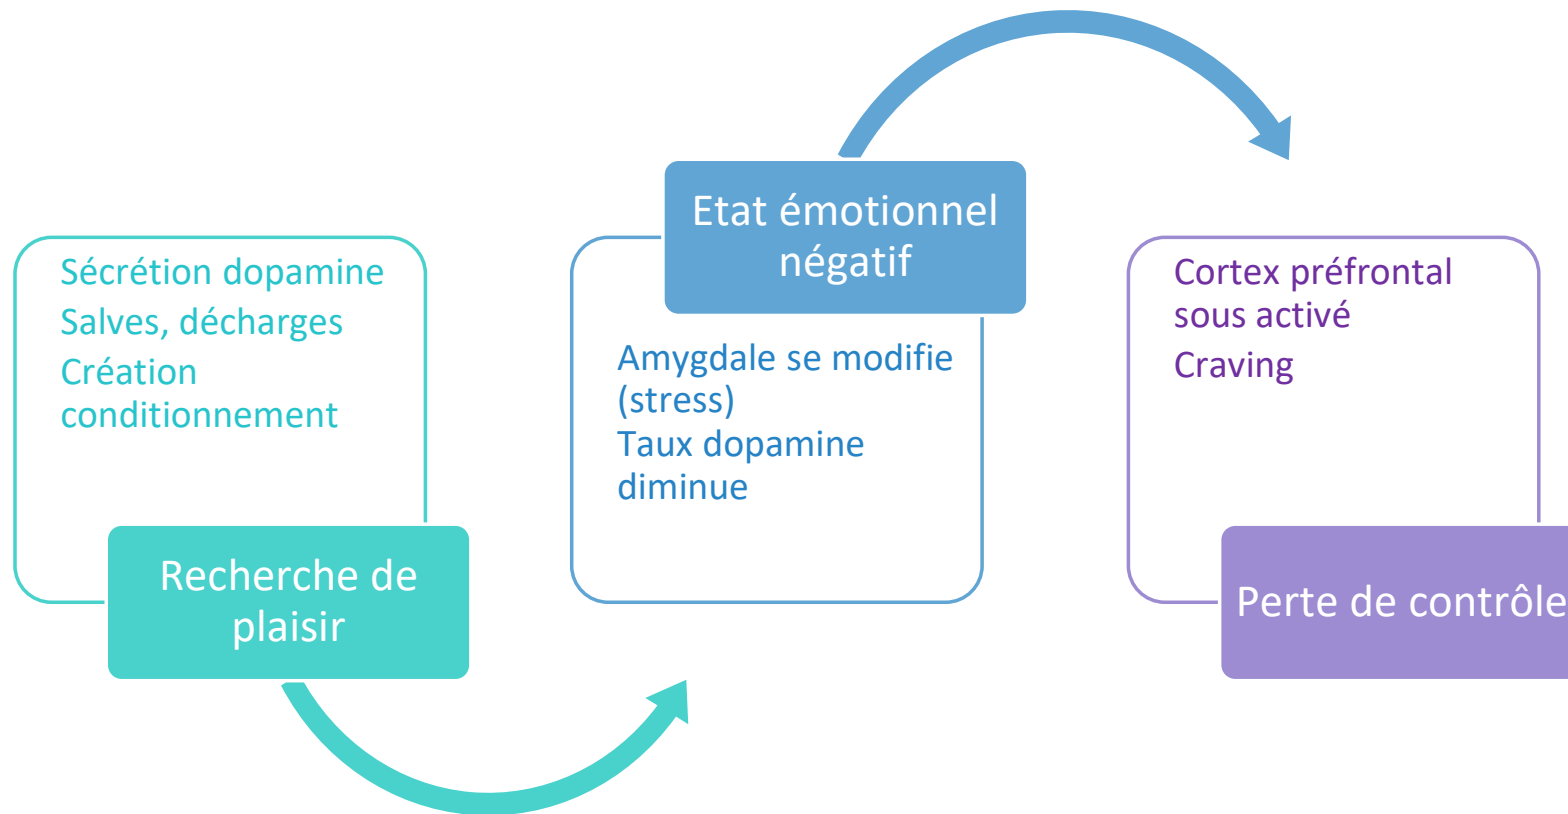 Sécrétion dopamine
Salves, décharges
Création
conditionnement
Recherche de
plaisir
Etat émotionnel
négatif
Amygdale se modifie
(stress)
Taux dopamine
diminue
Cortex préfrontal
sous activé
Craving
Perte de contrôle